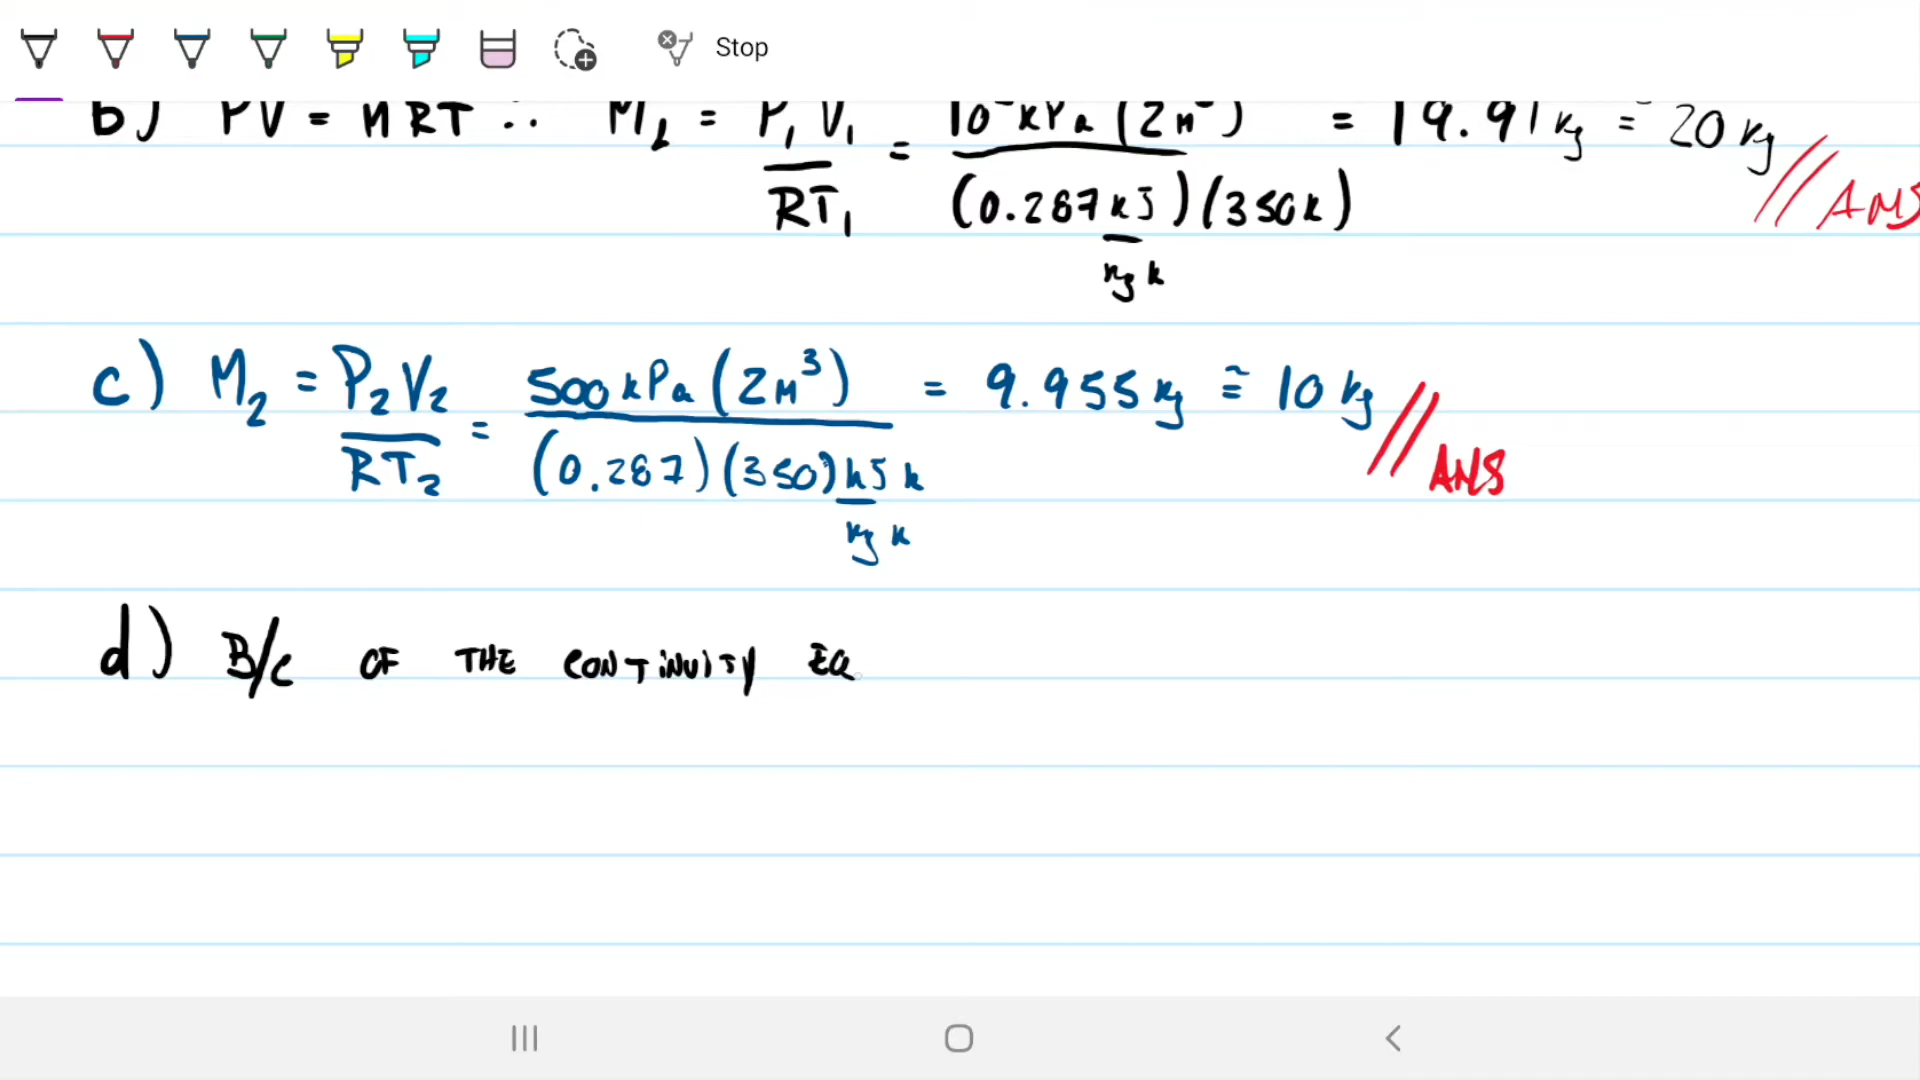 Stop
b) PV = MRT ∴ M₁ = P₁V₁ / RT₁ = 10³ kPa (2m³) / (0.287 kJ / kg K)(350K) = 19.91 kg = 20 kg // ANS
c) M₂ = P₂V₂ / RT₂ = 500 kPa (2m³) / (0.287)(350) kJ K / kg K = 9.955 kg ≅ 10 kg // ANS
d) B/C OF THE CONTINUITY EQ